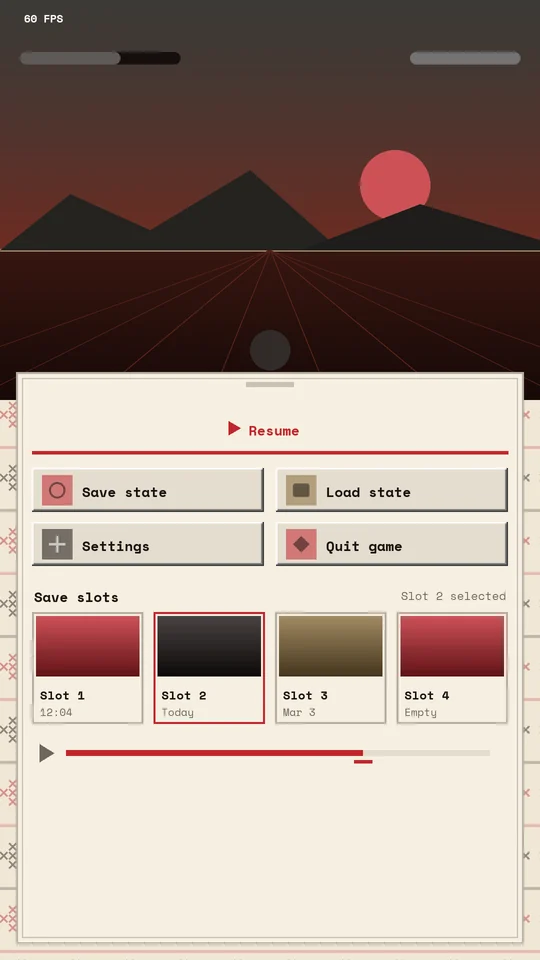 60 FPS
Resume
Save state
Load state
Settings
Quit game
Save slots
Slot 2 selected
Slot 1
12:04
Slot 2
Today
Slot 3
Mar 3
Slot 4
Empty